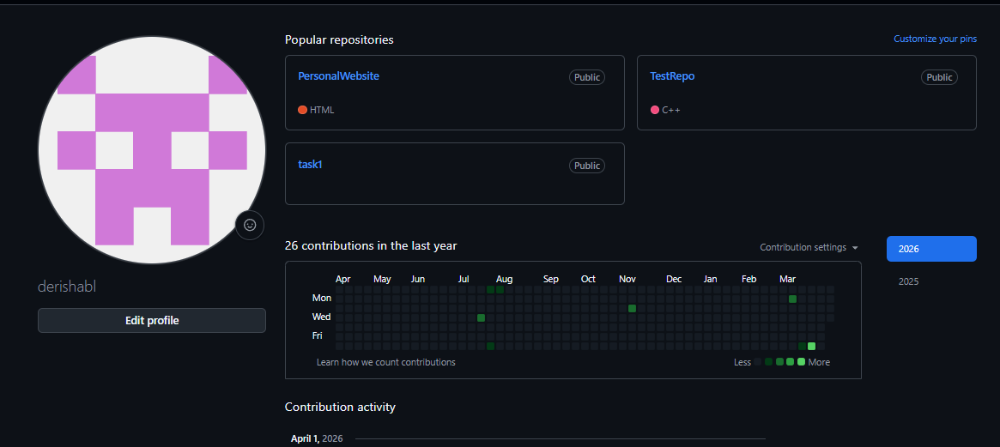 Popular repositories
Customize your pins
PersonalWebsite
Public
HTML
TestRepo
Public
C++
task1
Public
derishabl
Edit profile
26 contributions in the last year
Contribution settings
2026
2025
Apr May Jun Jul Aug Sep Oct Nov Dec Jan Feb Mar
Mon
Wed
Fri
Learn how we count contributions
Less More
Contribution activity
April 1, 2026